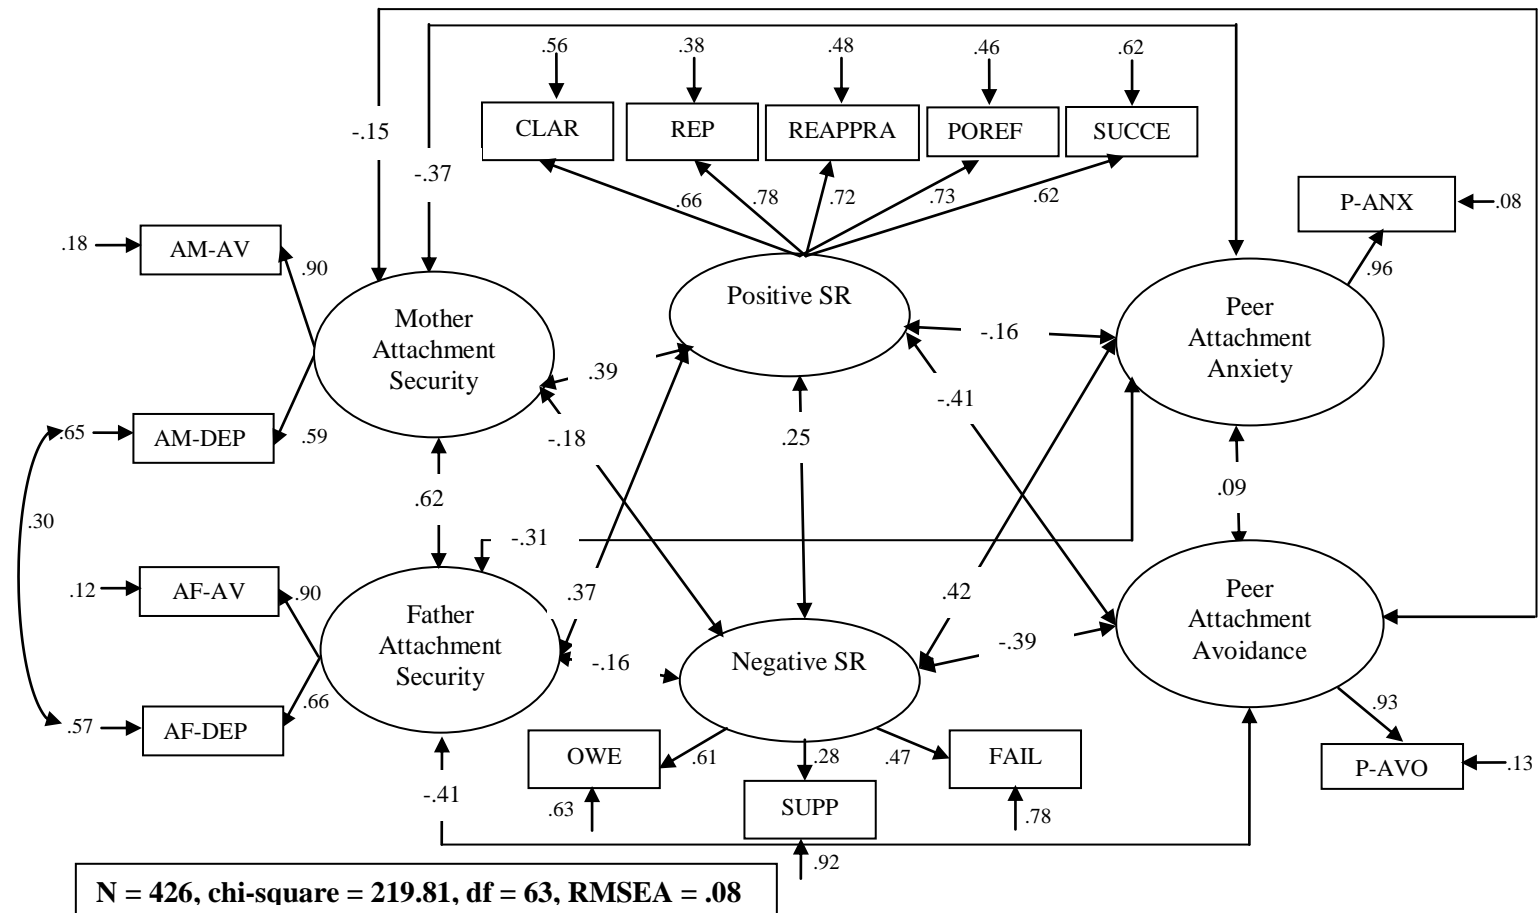 .56 .38 .48 .46 .62
CLAR REP REAPPRA POREF SUCCE
-.15
-.37
.66 .78 .72 .73 .62
P-ANX .08
.96
.18 AM-AV
.90
Mother
Attachment
Security
Positive SR
Peer
Attachment
Anxiety
-.16
.39
-.41
.65 AM-DEP .59
-.18
.25
.62
.09
.30
-.31
.12 AF-AV .90
.37
.42
Father
Attachment
Security
Peer
Attachment
Avoidance
-.39
-.16
Negative SR
.57 AF-DEP .66
.93
OWE .61 .28 .47 FAIL
P-AVO .13
-.41
.63 SUPP .78
.92
N = 426, chi-square = 219.81, df = 63, RMSEA = .08